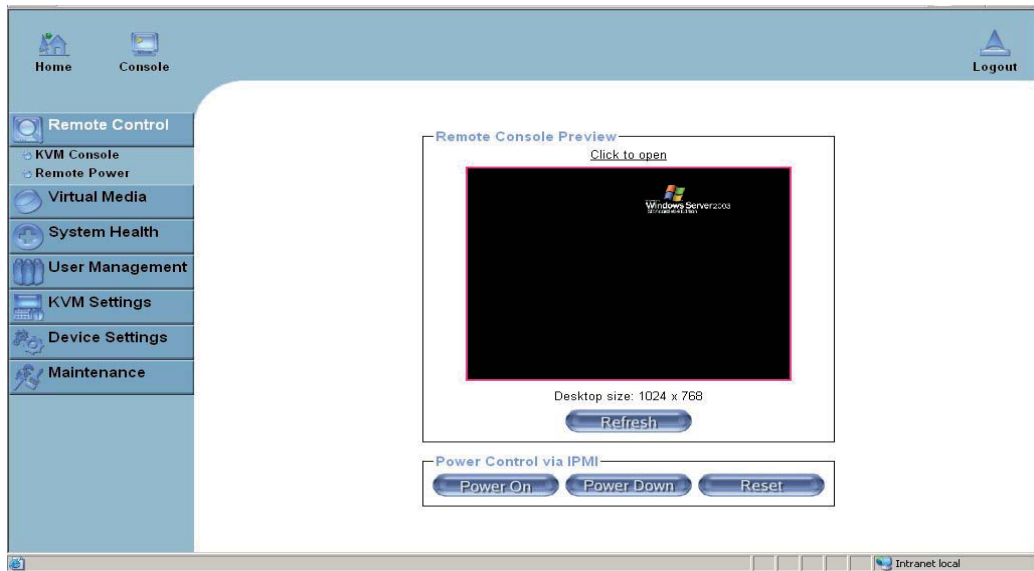 Home
Console
Logout
Remote Control
KVM Console
Remote Power
Virtual Media
System Health
User Management
KVM Settings
Device Settings
Maintenance
Remote Console Preview
Click to open
Windows Server2003
Desktop size: 1024 x 768
Refresh
Power Control via IPMI
Power On
Power Down
Reset
Intranet local